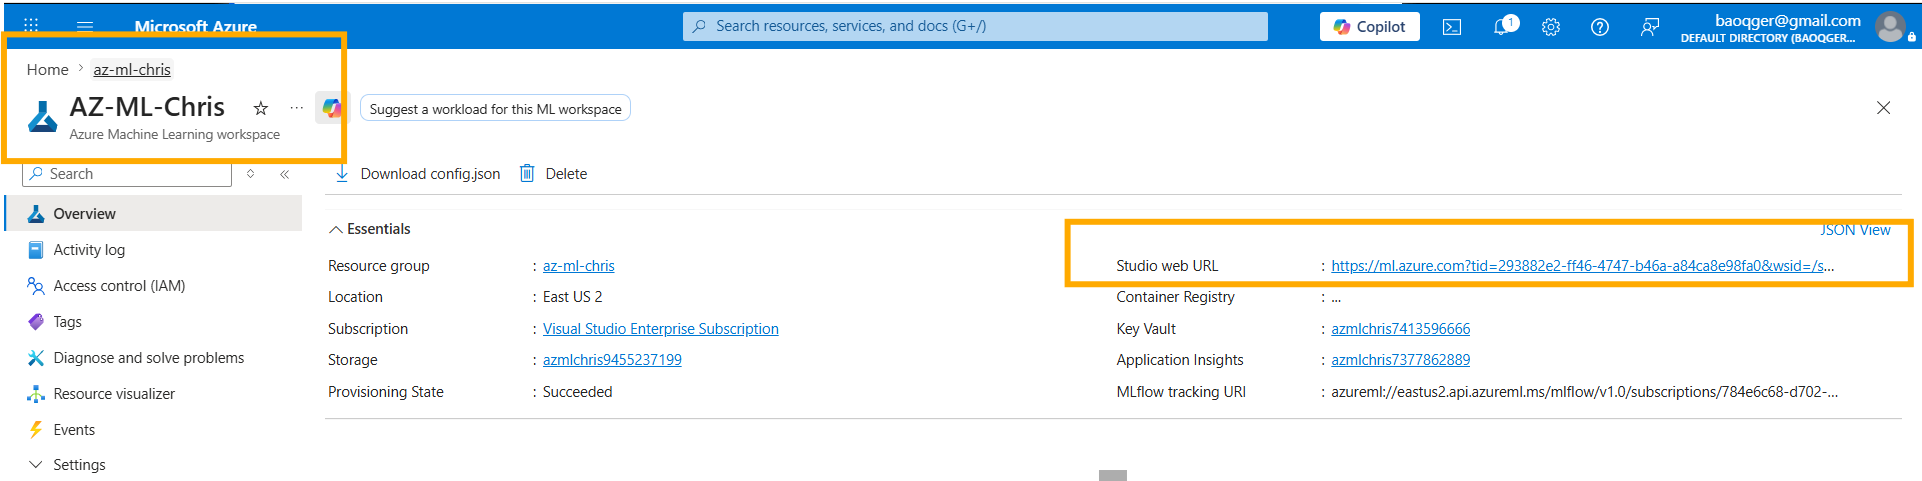 Microsoft Azure
Search resources, services, and docs (G+/)
Copilot
1
baoqger@gmail.com
DEFAULT DIRECTORY (BAOQGER...
Home > az-ml-chris
AZ-ML-Chris
Azure Machine Learning workspace
Suggest a workload for this ML workspace
Search
Download config.json
Delete
Overview
Activity log
Access control (IAM)
Tags
Diagnose and solve problems
Resource visualizer
Events
Settings
Essentials
JSON View
Resource group : az-ml-chris
Location : East US 2
Subscription : Visual Studio Enterprise Subscription
Storage : azmlchris9455237199
Provisioning State : Succeeded
Studio web URL : https://ml.azure.com?tid=293882e2-ff46-4747-b46a-a84ca8e98fa0&wsid=/s...
Container Registry : ...
Key Vault : azmlchris7413596666
Application Insights : azmlchris7377862889
MLflow tracking URI : azureml://eastus2.api.azureml.ms/mlflow/v1.0/subscriptions/784e6c68-d702-...